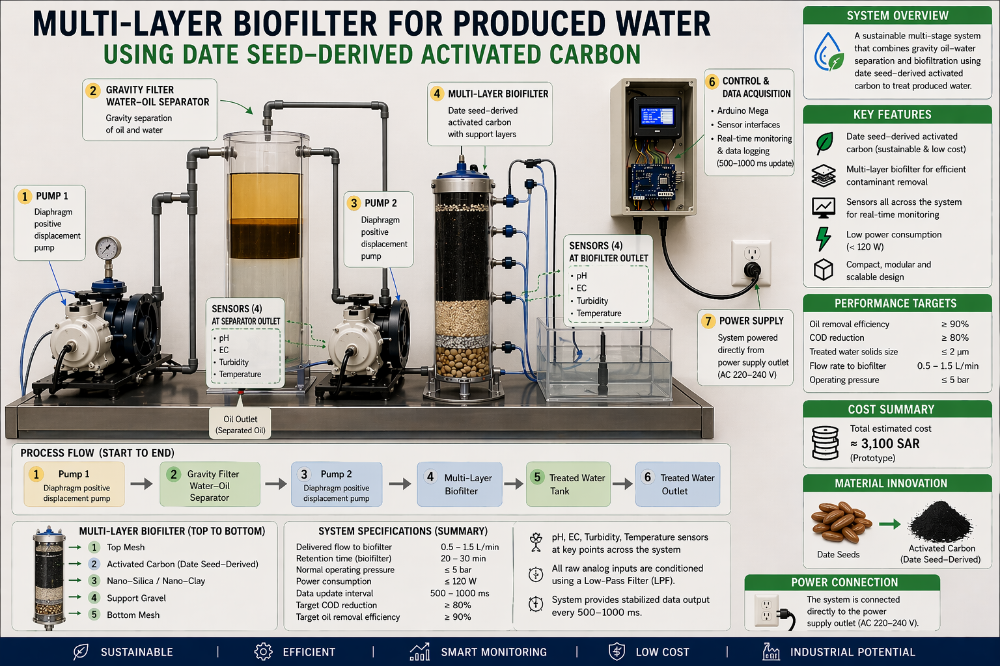 MULTI-LAYER BIOFILTER FOR PRODUCED WATER
USING DATE SEED–DERIVED ACTIVATED CARBON
2 GRAVITY FILTER
WATER–OIL SEPARATOR
Gravity separation
of oil and water
4 MULTI-LAYER BIOFILTER
Date seed–derived
activated carbon
with support layers
6 CONTROL &
DATA ACQUISITION
• Arduino Mega
• Sensor interfaces
• Real-time monitoring
& data logging
(500–1000 ms update)
1 PUMP 1
Diaphragm
positive
displacement
pump
3 PUMP 2
Diaphragm
positive
displacement
pump
SENSORS (4)
AT SEPARATOR OUTLET
• pH
• EC
• Turbidity
• Temperature
SENSORS (4)
AT BIOFILTER OUTLET
• pH
• EC
• Turbidity
• Temperature
7 POWER SUPPLY
System powered
directly from
power supply outlet
(AC 220–240 V)
Oil Outlet
(Separated Oil)
SYSTEM OVERVIEW
A sustainable multi-stage system
that combines gravity oil–water
separation and biofiltration using
date seed–derived activated
carbon to treat produced water.
KEY FEATURES
Date seed–derived activated
carbon (sustainable & low cost)
Multi-layer biofilter for efficient
contaminant removal
Sensors all across the system
for real-time monitoring
Low power consumption
(< 120 W)
Compact, modular and
scalable design
PERFORMANCE TARGETS
Oil removal efficiency ≥ 90%
COD reduction ≥ 80%
Treated water solids size ≤ 2 µm
Flow rate to biofilter 0.5 – 1.5 L/min
Operating pressure ≤ 5 bar
COST SUMMARY
Total estimated cost
≈ 3,100 SAR
(Prototype)
MATERIAL INNOVATION
Date Seeds
Activated Carbon
(Date Seed–Derived)
POWER CONNECTION
The system is connected
directly to the power
supply outlet (AC 220–240 V).
PROCESS FLOW (START TO END)
1 Pump 1
Diaphragm positive
displacement pump
2 Gravity Filter
Water–Oil
Separator
3 Pump 2
Diaphragm positive
displacement pump
4 Multi-Layer
Biofilter
5 Treated Water
Tank
6 Treated Water
Outlet
MULTI-LAYER BIOFILTER (TOP TO BOTTOM)
1 Top Mesh
2 Activated Carbon (Date Seed–Derived)
3 Nano–Silica / Nano–Clay
4 Support Gravel
5 Bottom Mesh
SYSTEM SPECIFICATIONS (SUMMARY)
Delivered flow to biofilter 0.5 – 1.5 L/min
Retention time (biofilter) 20 – 30 min
Normal operating pressure ≤ 5 bar
Power consumption ≤ 120 W
Data update interval 500 – 1000 ms
Target COD reduction ≥ 80%
Target oil removal efficiency ≥ 90%
pH, EC, Turbidity, Temperature sensors
at key points across the system
All raw analog inputs are conditioned
using a Low-Pass Filter (LPF).
System provides stabilized data output
every 500–1000 ms.
SUSTAINABLE | EFFICIENT | SMART MONITORING | LOW COST | INDUSTRIAL POTENTIAL